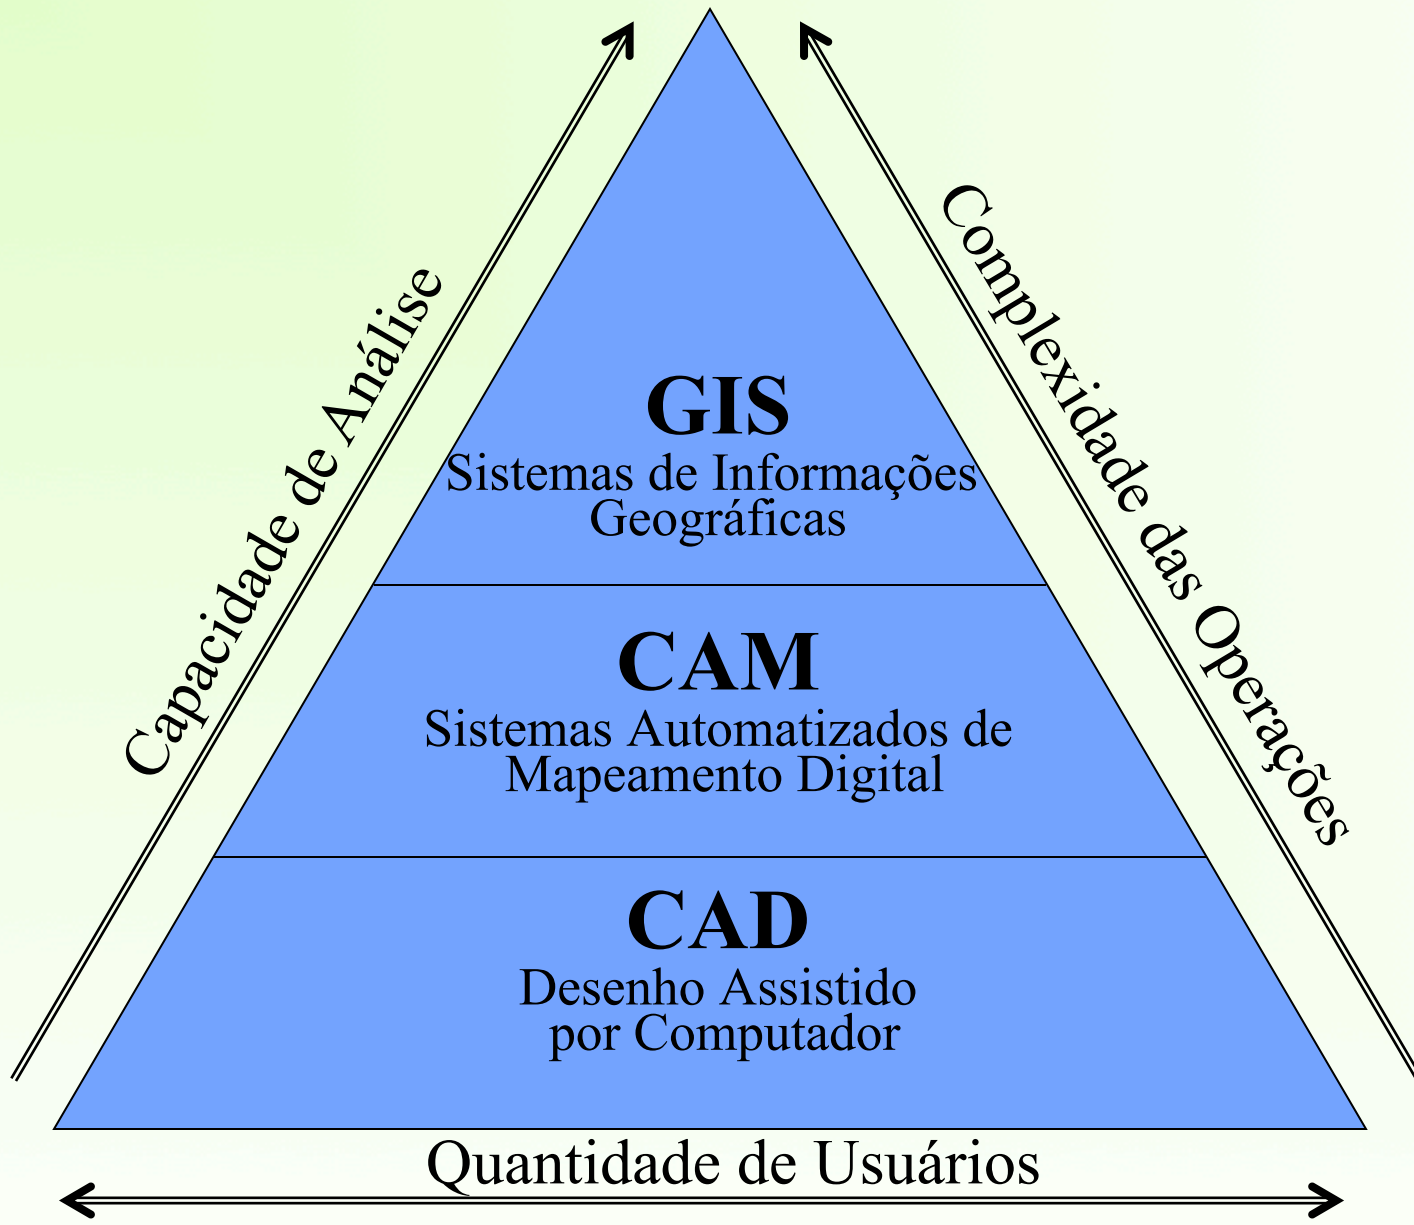 Capacidade de Análise
Complexidade das Operações
GIS
Sistemas de Informações
Geográficas
CAM
Sistemas Automatizados de
Mapeamento Digital
CAD
Desenho Assistido
por Computador
Quantidade de Usuários